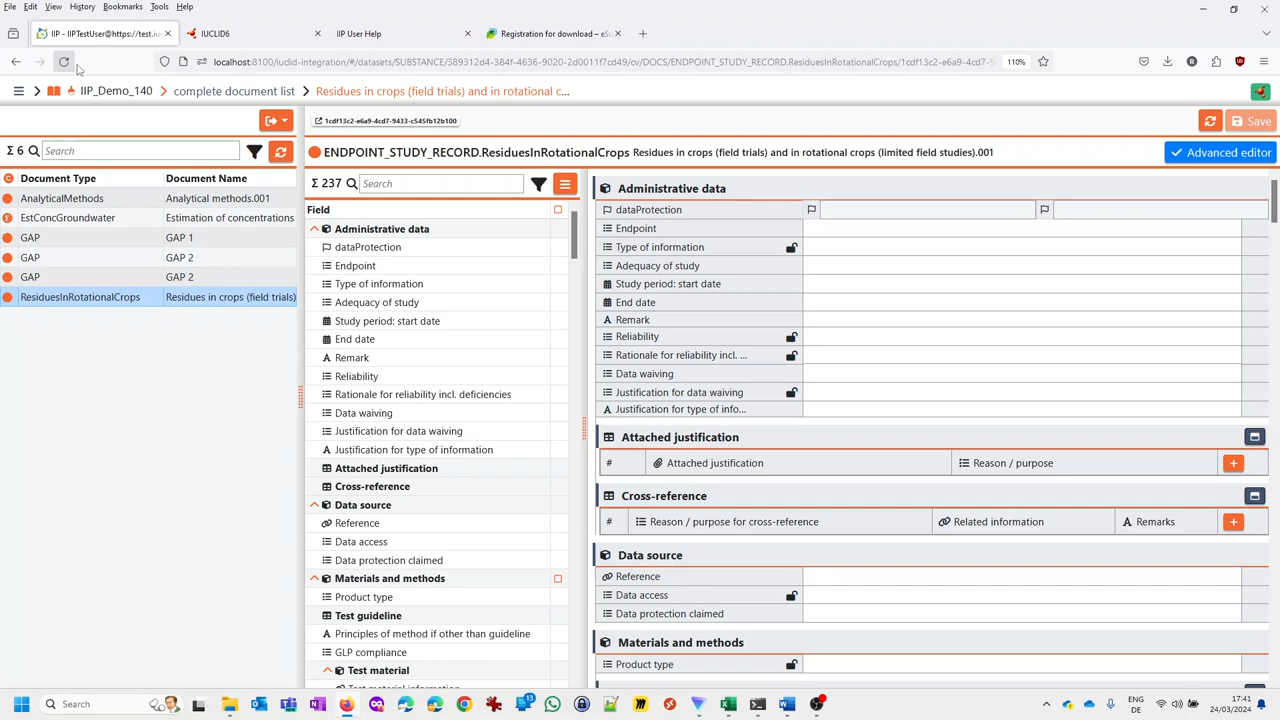 File Edit View History Bookmarks Tools Help
IIP - IIPTestUser@https://test.iu
IUCLID6
IIP User Help
Registration for download – eSu
localhost:8100/iuclid-integration/#/datasets/SUBSTANCE/389312d4-384f-4636-9020-2d0011f7cd49/cv/DOCS/ENDPOINT_STUDY_RECORD.ResiduesInRotationalCrops/1cdf13c2-e6a9-4cd7-9
110%
IIP_Demo_140 complete document list Residues in crops (field trials) and in rotational c...
1cdf13c2-e6a9-4cd7-9433-c545fb12b100
Save
Σ 6 Search
ENDPOINT_STUDY_RECORD.ResiduesInRotationalCrops Residues in crops (field trials) and in rotational crops (limited field studies).001
Advanced editor
Document Type Document Name
AnalyticalMethods Analytical methods.001
EstConcGroundwater Estimation of concentrations
GAP GAP 1
GAP GAP 2
GAP GAP 2
ResiduesInRotationalCrops Residues in crops (field trials)
Σ 237 Search
Field
Administrative data
dataProtection
Endpoint
Type of information
Adequacy of study
Study period: start date
End date
Remark
Reliability
Rationale for reliability incl. deficiencies
Data waiving
Justification for data waiving
Justification for type of information
Attached justification
Cross-reference
Data source
Reference
Data access
Data protection claimed
Materials and methods
Product type
Test guideline
Principles of method if other than guideline
GLP compliance
Test material
Administrative data
dataProtection
Endpoint
Type of information
Adequacy of study
Study period: start date
End date
Remark
Reliability
Rationale for reliability incl. ...
Data waiving
Justification for data waiving
Justification for type of info...
Attached justification
# Attached justification Reason / purpose
Cross-reference
# Reason / purpose for cross-reference Related information Remarks
Data source
Reference
Data access
Data protection claimed
Materials and methods
Product type
Search
13
ENG
DE
17:41
24/03/2024